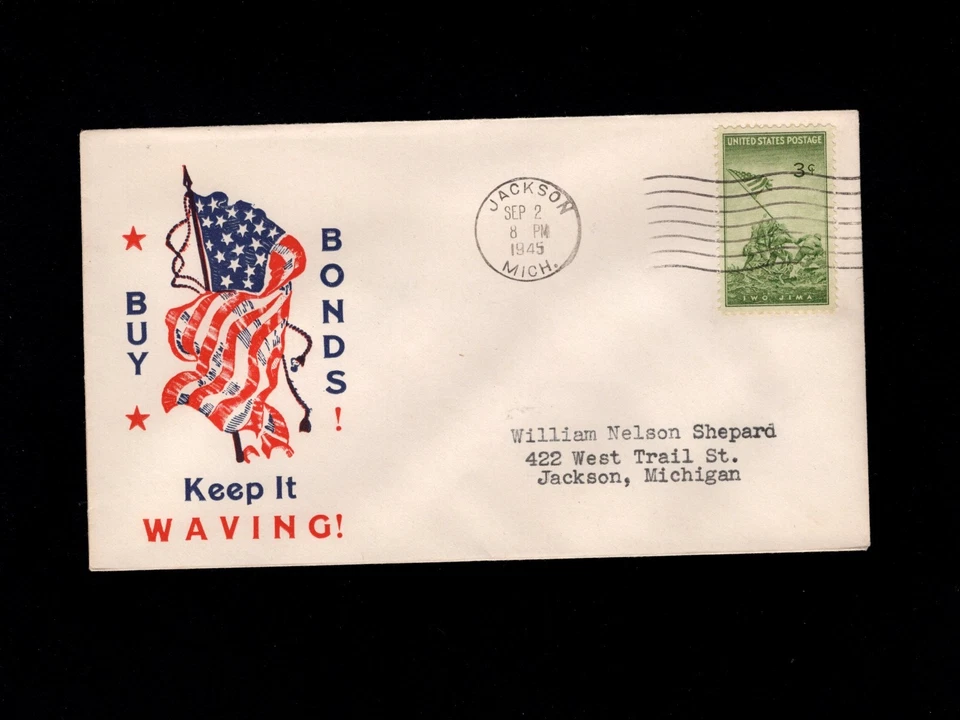 BUY
BONDS!
Keep It
WAVING!
JACKSON
SEP 2
8 PM
1945
MICH.
UNITED STATES POSTAGE
3¢
IWO JIMA
William Nelson Shepard
422 West Trail St.
Jackson, Michigan